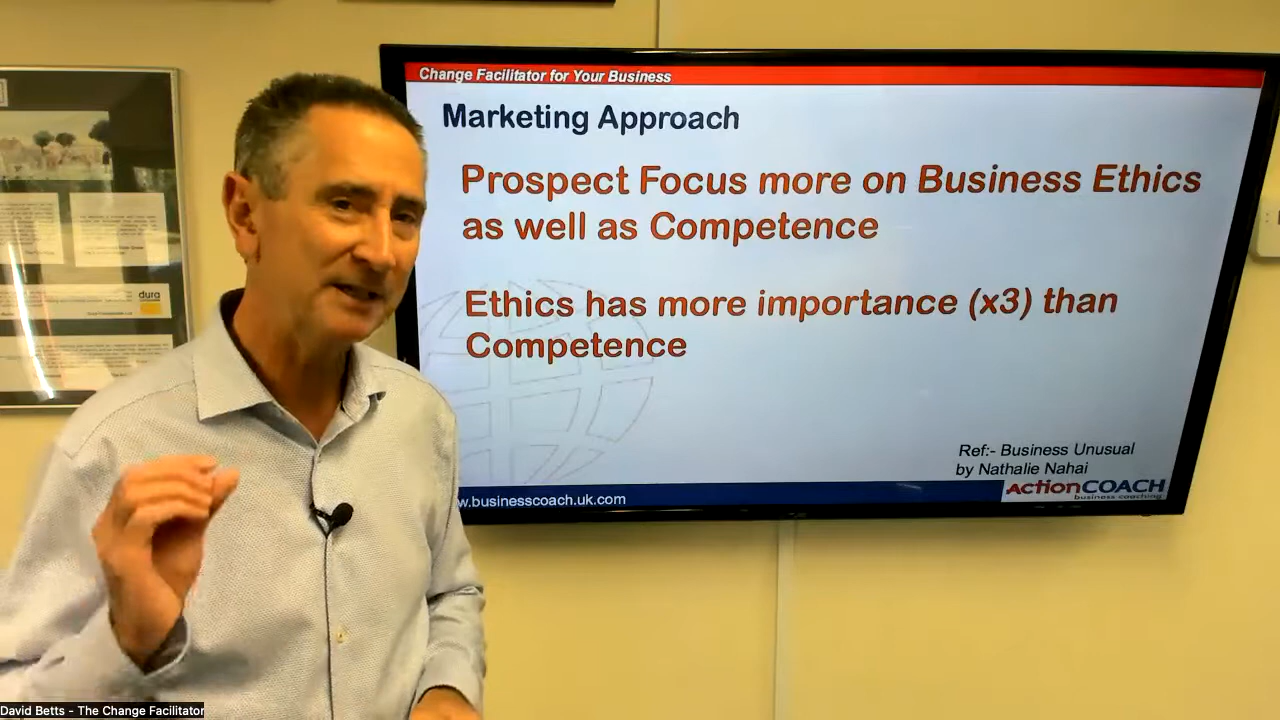 Change Facilitator for Your Business
Marketing Approach
Prospect Focus more on Business Ethics
as well as Competence
Ethics has more importance (x3) than
Competence
Ref:- Business Unusual
by Nathalie Nahai
w.businesscoach.uk.com
ActionCOACH
business coaching
dura
David Betts - The Change Facilitator